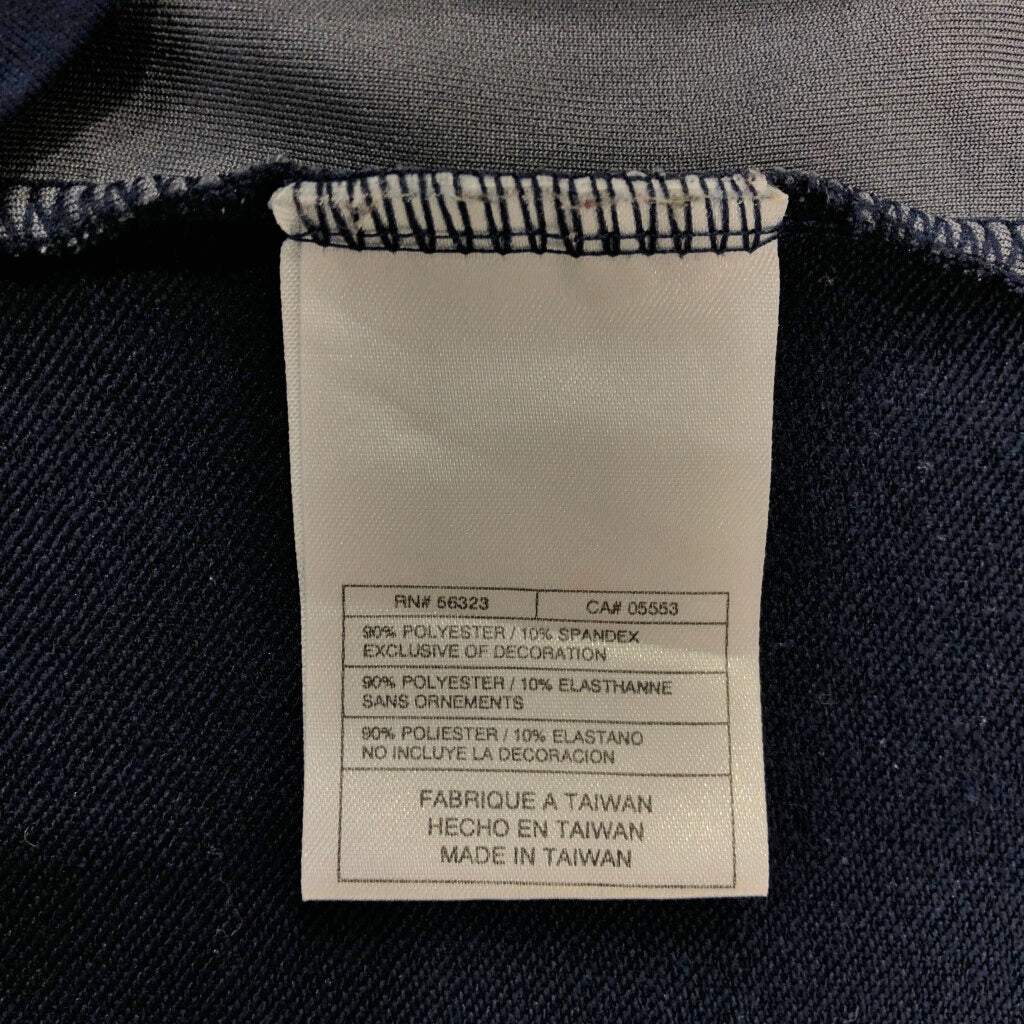 RN# 56323 CA# 05553
90% POLYESTER / 10% SPANDEX
EXCLUSIVE OF DECORATION
90% POLYESTER / 10% ELASTHANNE
SANS ORNEMENTS
90% POLIESTER / 10% ELASTANO
NO INCLUYE LA DECORACION
FABRIQUE A TAIWAN
HECHO EN TAIWAN
MADE IN TAIWAN